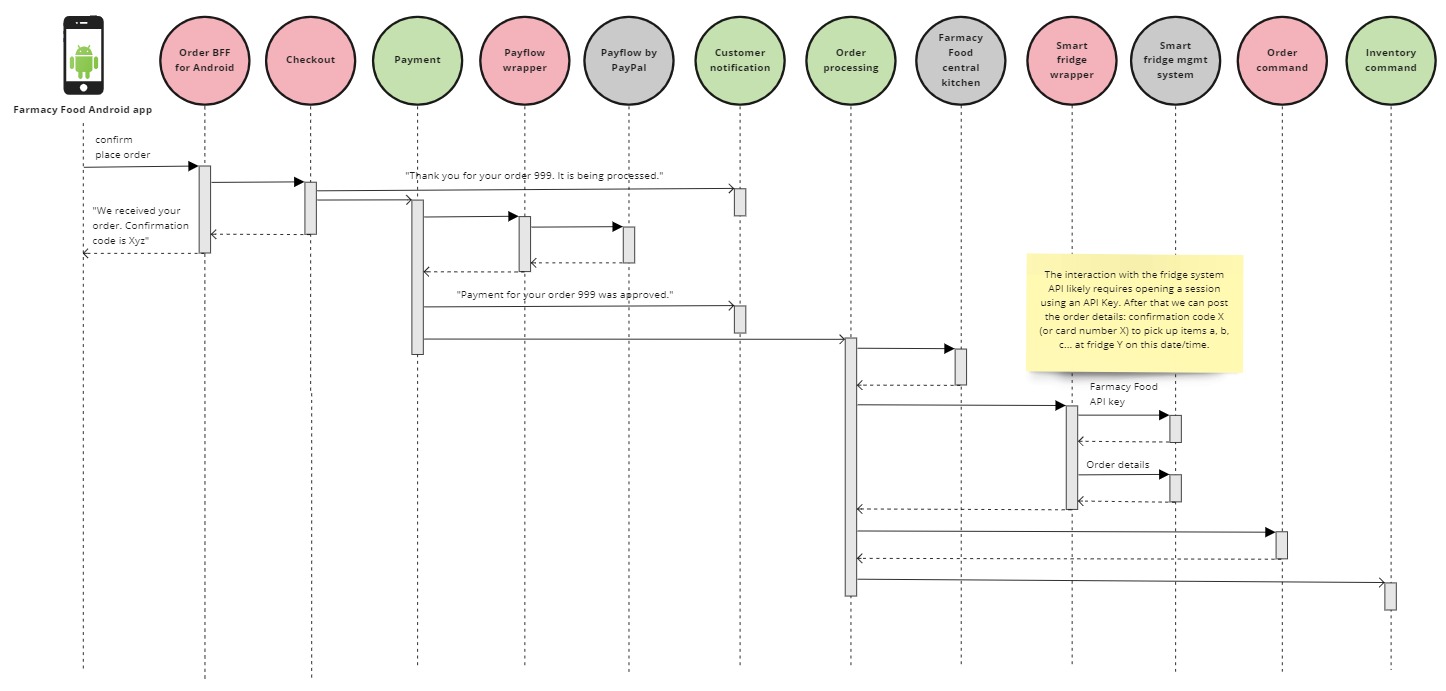 Farmacy Food Android app
Order BFF
for Android
Checkout
Payment
Payflow
wrapper
Payflow by
PayPal
Customer
notification
Order
processing
Farmacy
Food
central
kitchen
Smart
fridge
wrapper
Smart
fridge mgmt
system
Order
command
Inventory
command
confirm
place order
"Thank you for your order 999. It is being processed."
"We received your
order. Confirmation
code is Xyz"
"Payment for your order 999 was approved."
The interaction with the fridge system
API likely requires opening a session
using an API Key. After that we can post
the order details: confirmation code X
(or card number X) to pick up items a, b,
c... at fridge Y on this date/time.
Farmacy Food
API key
Order details